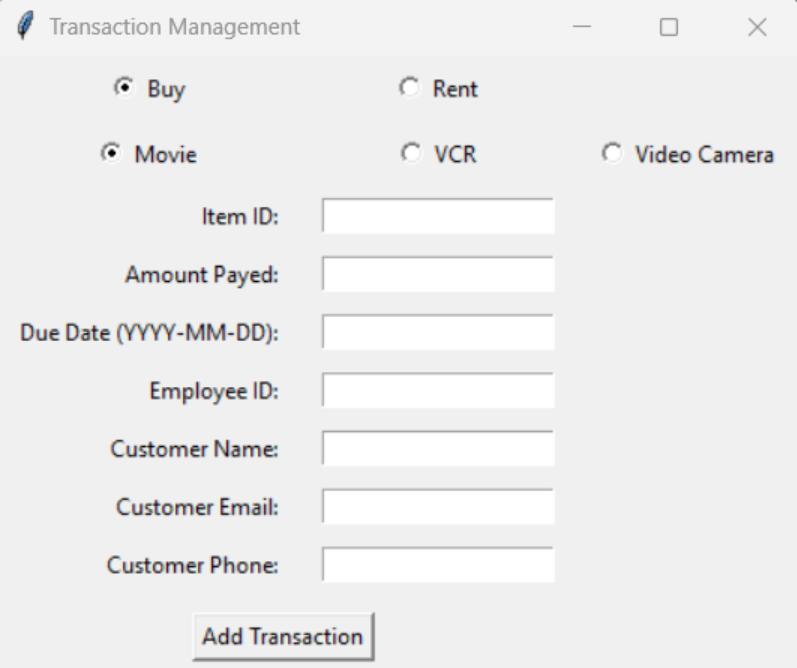 Transaction Management
Buy Rent
Movie VCR Video Camera
Item ID:
Amount Payed:
Due Date (YYYY-MM-DD):
Employee ID:
Customer Name:
Customer Email:
Customer Phone:
Add Transaction